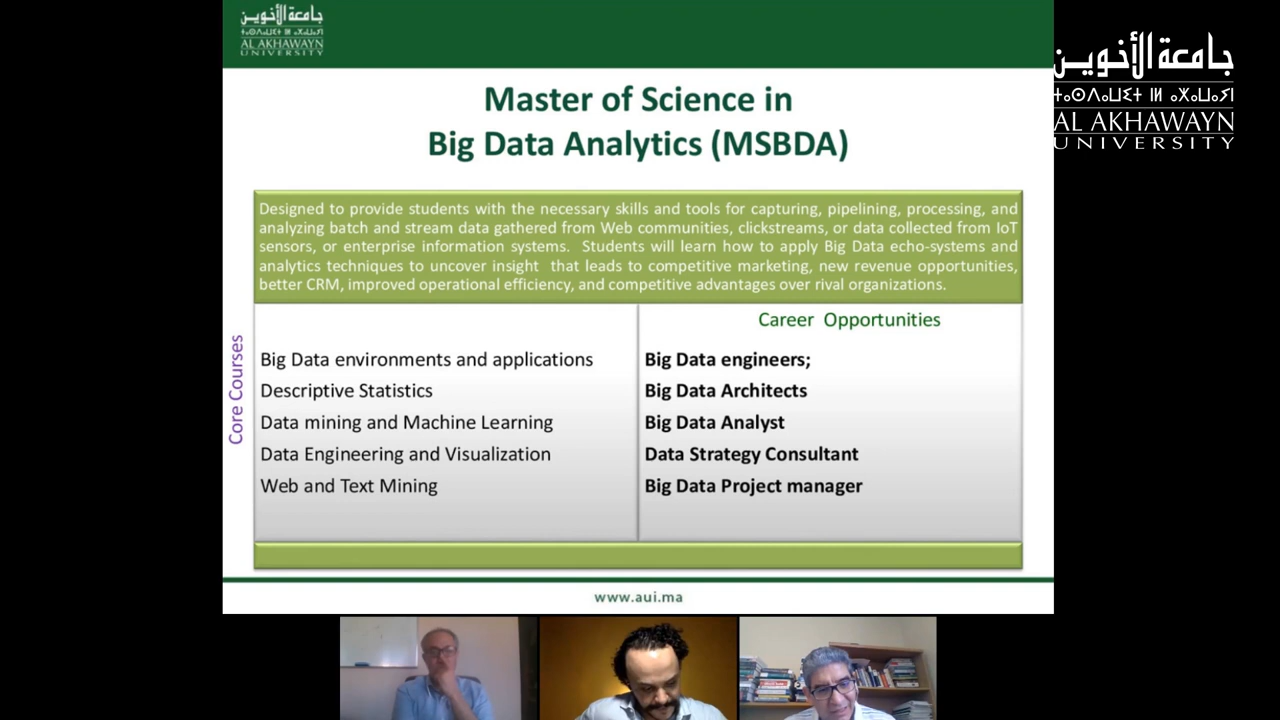 جامعة الأخوين
ⵜⴰⵙⴷⴰⵡⵉⵜ ⵏ ⴰⵅⴰⵡⴰⵢⵏ
AL AKHAWAYN
UNIVERSITY
جامعة الأخوين
AL AKHAWAYN
UNIVERSITY
Master of Science in
Big Data Analytics (MSBDA)
Designed to provide students with the necessary skills and tools for capturing, pipelining, processing, and
analyzing batch and stream data gathered from Web communities, clickstreams, or data collected from IoT
sensors, or enterprise information systems. Students will learn how to apply Big Data echo-systems and
analytics techniques to uncover insight that leads to competitive marketing, new revenue opportunities,
better CRM, improved operational efficiency, and competitive advantages over rival organizations.
Core Courses
Big Data environments and applications
Descriptive Statistics
Data mining and Machine Learning
Data Engineering and Visualization
Web and Text Mining
Career Opportunities
Big Data engineers;
Big Data Architects
Big Data Analyst
Data Strategy Consultant
Big Data Project manager
www.aui.ma